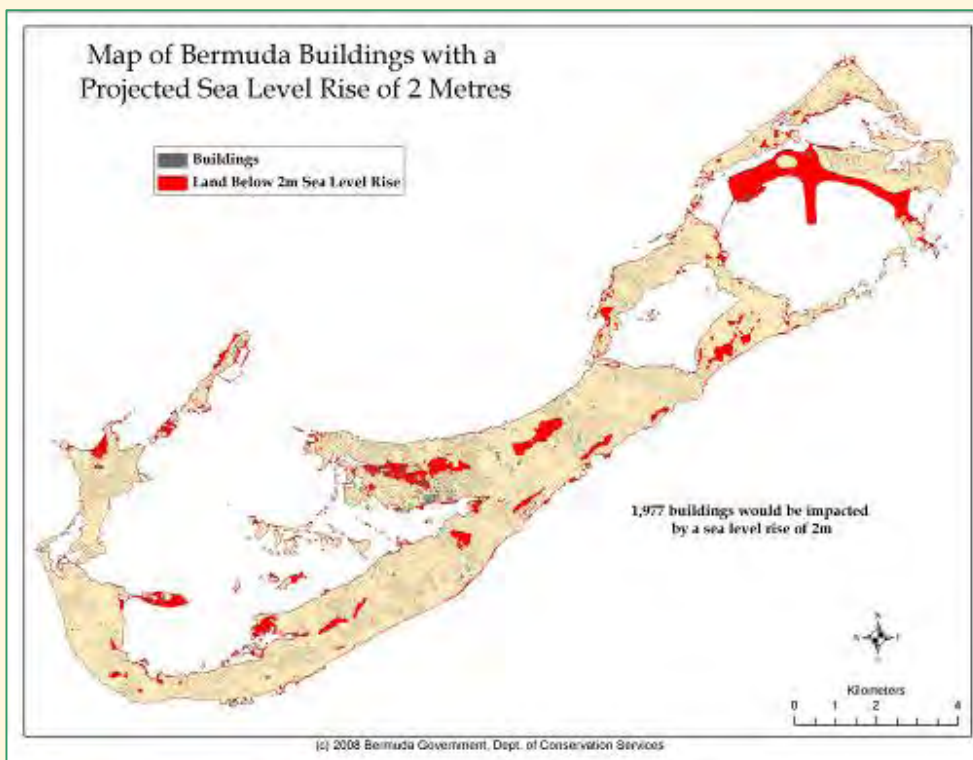 Map of Bermuda Buildings with a
Projected Sea Level Rise of 2 Metres
Buildings
Land Below 2m Sea Level Rise
1,977 buildings would be impacted
by a sea level rise of 2m
N
Kilometers
0 1 2 4
(c) 2008 Bermuda Government, Dept. of Conservation Services